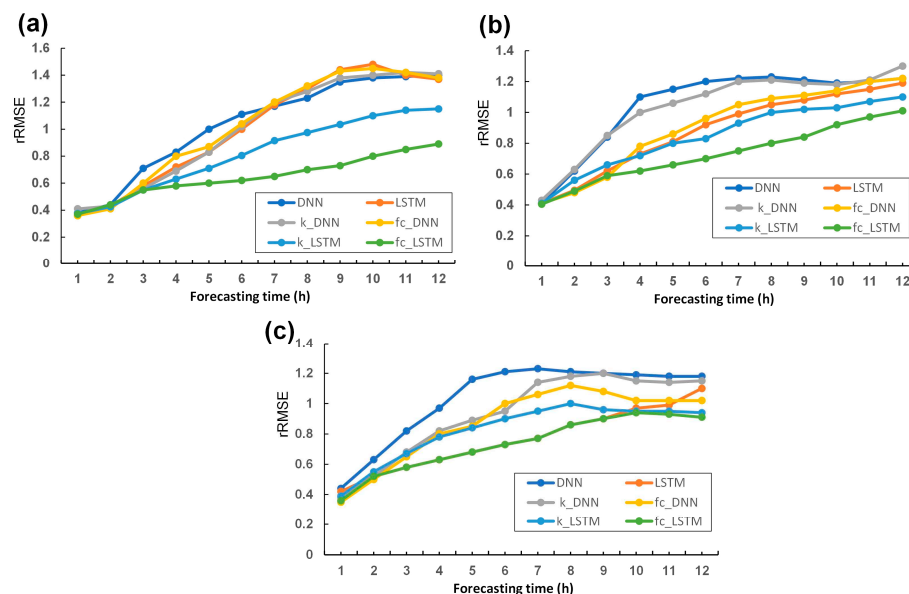 (a)
1.6
1.4
1.2
1.0
0.8
0.6
0.4
0.2
0
rRMSE
DNN LSTM
k_DNN fc_DNN
k_LSTM fc_LSTM
1 2 3 4 5 6 7 8 9 10 11 12
Forecasting time (h)
(b)
1.4
1.2
1
0.8
0.6
0.4
0.2
0
rRMSE
DNN LSTM
k_DNN fc_DNN
k_LSTM fc_LSTM
1 2 3 4 5 6 7 8 9 10 11 12
Forecasting time (h)
(c)
1.4
1.2
1
0.8
0.6
0.4
0.2
0
rRMSE
DNN LSTM
k_DNN fc_DNN
k_LSTM fc_LSTM
1 2 3 4 5 6 7 8 9 10 11 12
Forecasting time (h)